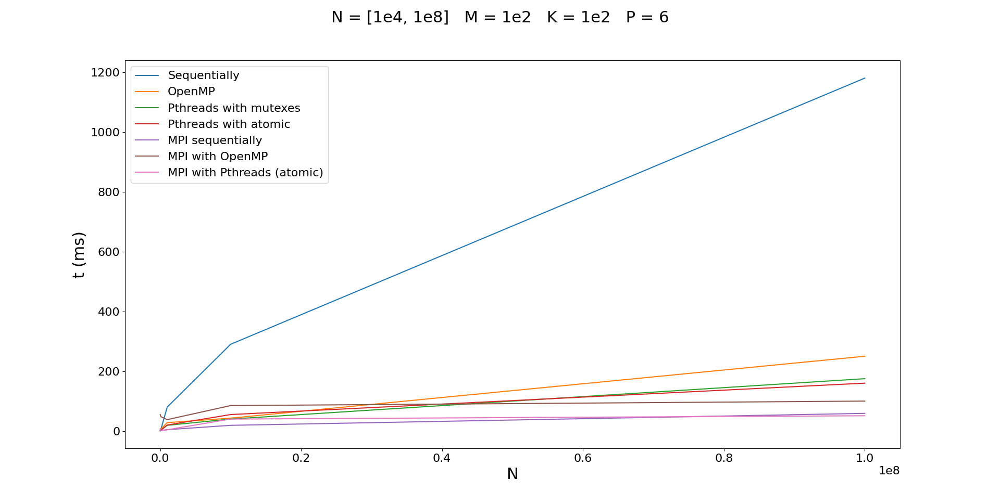 N = [1e4, 1e8]   M = 1e2   K = 1e2   P = 6
Sequentially
OpenMP
Pthreads with mutexes
Pthreads with atomic
MPI sequentially
MPI with OpenMP
MPI with Pthreads (atomic)
t (ms)
1200
1000
800
600
400
200
0
0.0 0.2 0.4 0.6 0.8 1.0
1e8
N